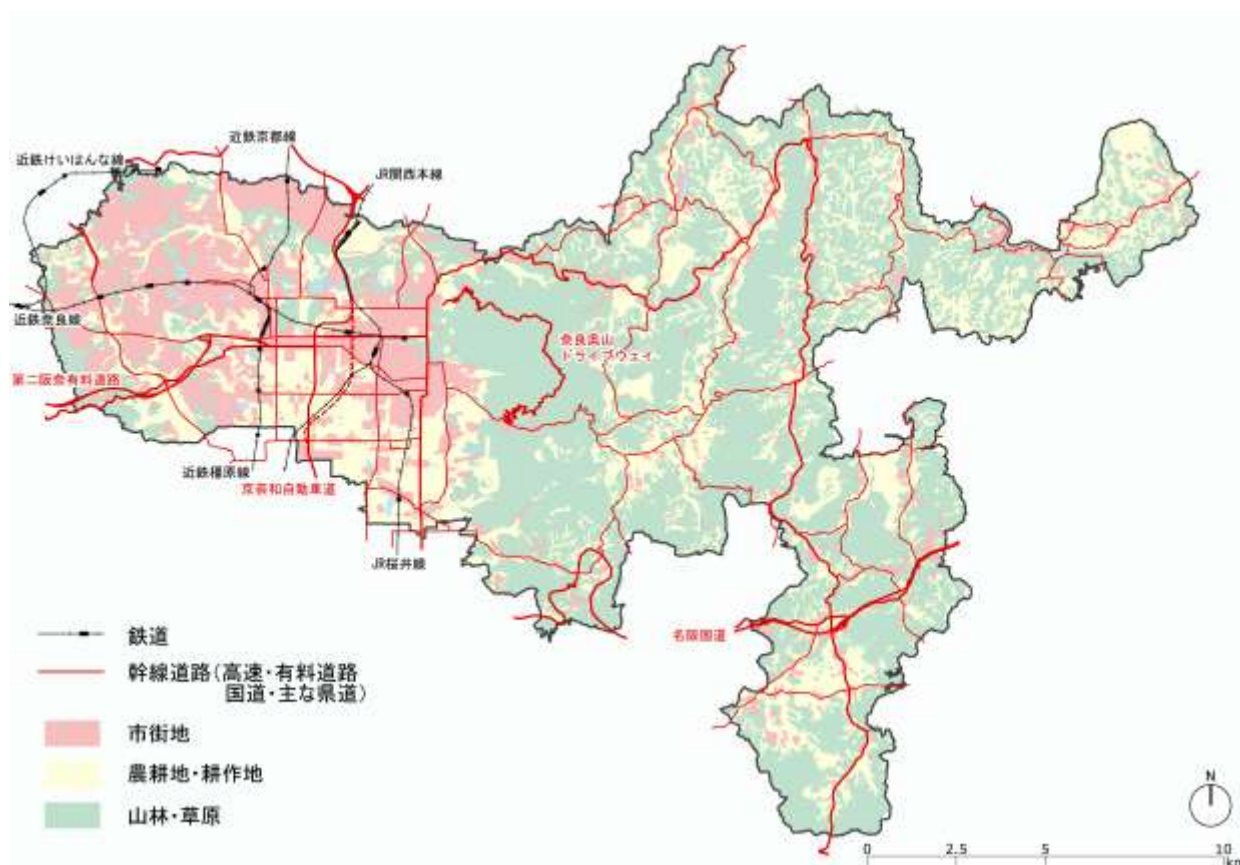 近鉄京都線
近鉄けいはんな線
JR関西本線
近鉄奈良線
奈良奥山
ドライブウェイ
第二阪奈有料道路
近鉄橿原線
京奈和自動車道
JR桜井線
名阪国道
鉄道
幹線道路(高速・有料道路
国道・主な県道)
市街地
農耕地・耕作地
山林・草原
N
0 2.5 5 10
km